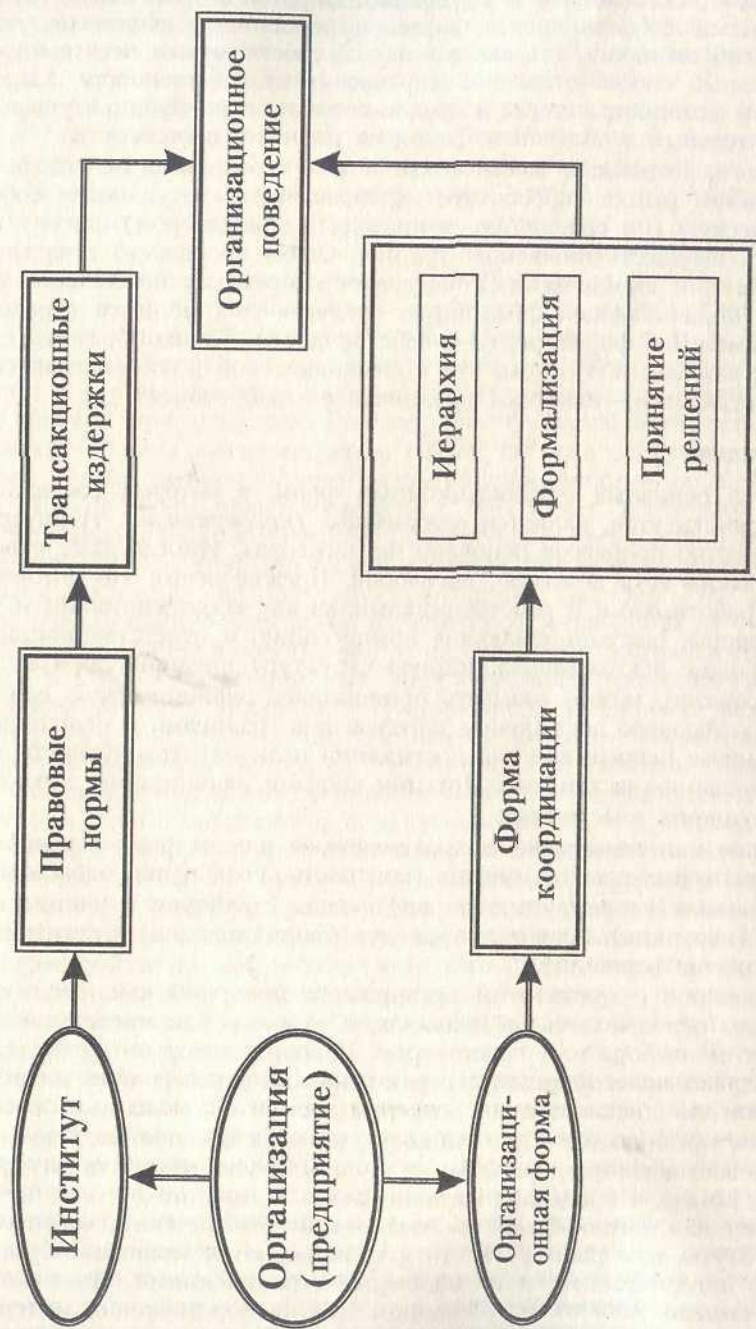 Институт
Правовые
нормы
Трансакционные
издержки
Организационное
поведение
Организация
(предприятие)
Организаци-
онная форма
Форма
координации
Иерархия
Формализация
Принятие
решений